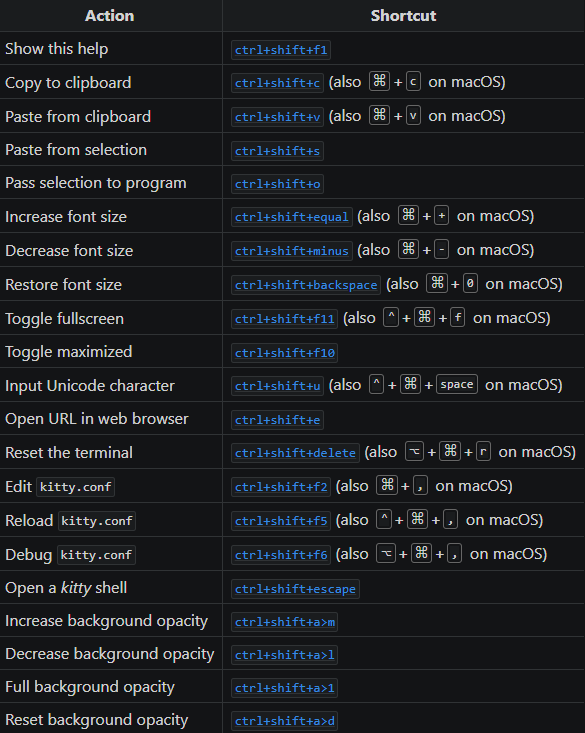 Action Shortcut
Show this help ctrl+shift+f1
Copy to clipboard ctrl+shift+c (also ⌘ + c on macOS)
Paste from clipboard ctrl+shift+v (also ⌘ + v on macOS)
Paste from selection ctrl+shift+s
Pass selection to program ctrl+shift+o
Increase font size ctrl+shift+equal (also ⌘ + + on macOS)
Decrease font size ctrl+shift+minus (also ⌘ + - on macOS)
Restore font size ctrl+shift+backspace (also ⌘ + 0 on macOS)
Toggle fullscreen ctrl+shift+f11 (also ^ + ⌘ + f on macOS)
Toggle maximized ctrl+shift+f10
Input Unicode character ctrl+shift+u (also ^ + ⌘ + space on macOS)
Open URL in web browser ctrl+shift+e
Reset the terminal ctrl+shift+delete (also ⌥ + ⌘ + r on macOS)
Edit kitty.conf ctrl+shift+f2 (also ⌘ + , on macOS)
Reload kitty.conf ctrl+shift+f5 (also ^ + ⌘ + , on macOS)
Debug kitty.conf ctrl+shift+f6 (also ⌥ + ⌘ + , on macOS)
Open a kitty shell ctrl+shift+escape
Increase background opacity ctrl+shift+a>m
Decrease background opacity ctrl+shift+a>l
Full background opacity ctrl+shift+a>1
Reset background opacity ctrl+shift+a>d